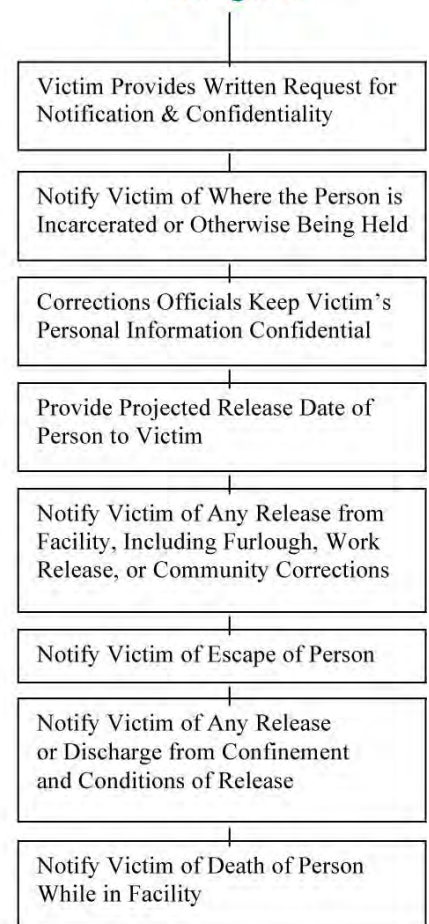 Victim Provides Written Request for
Notification & Confidentiality
Notify Victim of Where the Person is
Incarcerated or Otherwise Being Held
Corrections Officials Keep Victim's
Personal Information Confidential
Provide Projected Release Date of
Person to Victim
Notify Victim of Any Release from
Facility, Including Furlough, Work
Release, or Community Corrections
Notify Victim of Escape of Person
Notify Victim of Any Release
or Discharge from Confinement
and Conditions of Release
Notify Victim of Death of Person
While in Facility